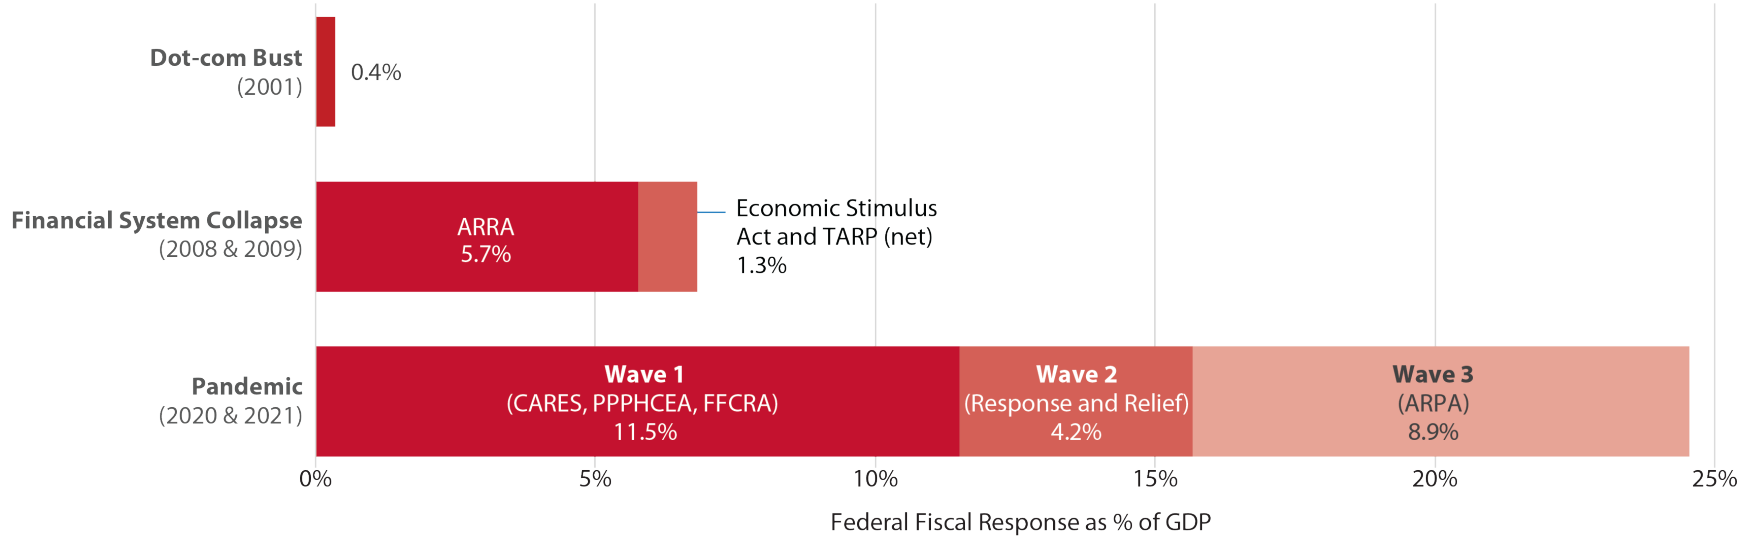 Dot-com Bust
(2001)
0.4%
Financial System Collapse
(2008 & 2009)
ARRA
5.7%
Economic Stimulus
Act and TARP (net)
1.3%
Pandemic
(2020 & 2021)
Wave 1
(CARES, PPPHCEA, FFCRA)
11.5%
Wave 2
(Response and Relief)
4.2%
Wave 3
(ARPA)
8.9%
0% 5% 10% 15% 20% 25%
Federal Fiscal Response as % of GDP